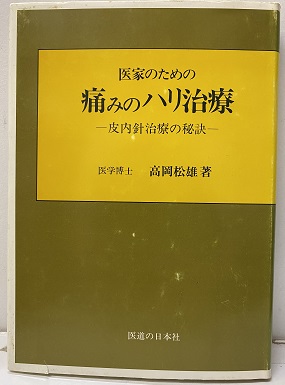 医家のための
痛みのハリ治療
―皮内針治療の秘訣―
医学博士 高岡松雄著
医道の日本社